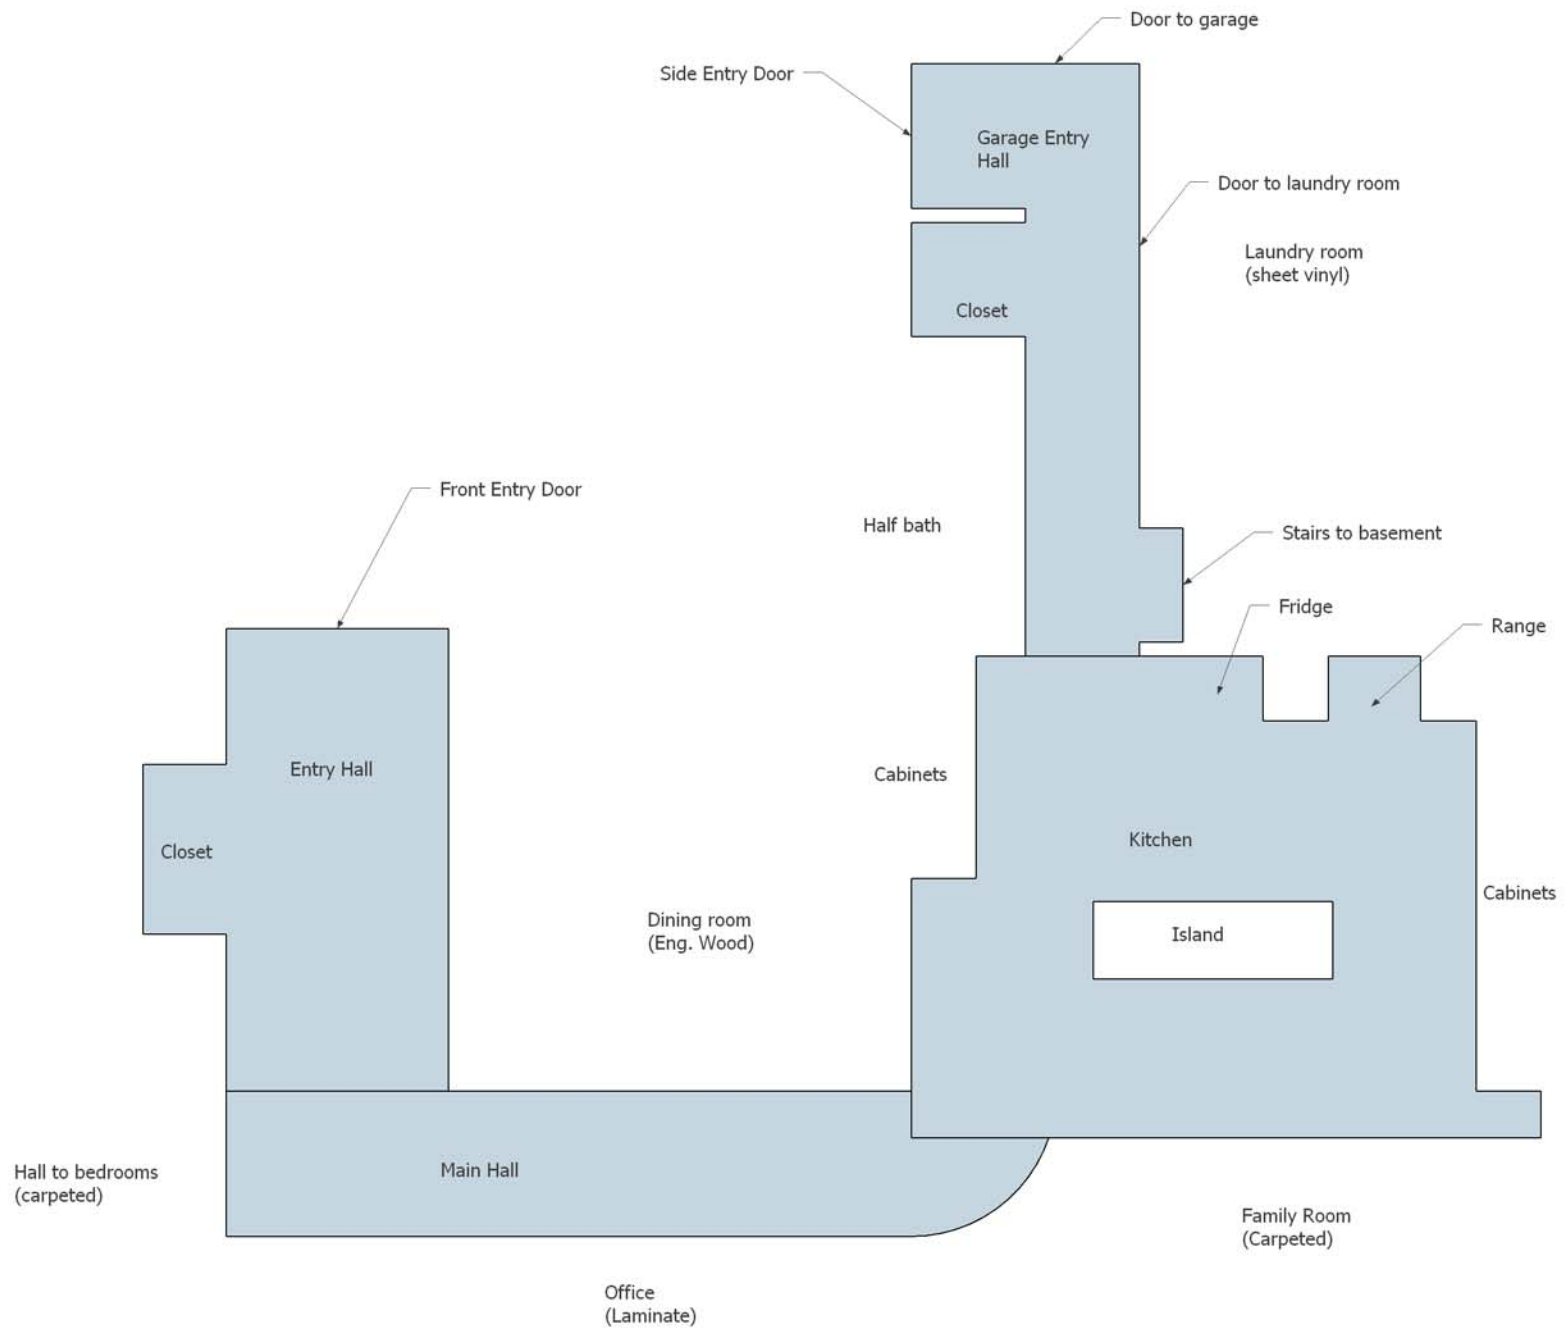 Door to garage
Side Entry Door
Garage Entry
Hall
Door to laundry room
Laundry room
(sheet vinyl)
Closet
Front Entry Door
Half bath
Stairs to basement
Fridge
Range
Entry Hall
Cabinets
Kitchen
Closet
Cabinets
Dining room
(Eng. Wood)
Island
Main Hall
Hall to bedrooms
(carpeted)
Family Room
(Carpeted)
Office
(Laminate)